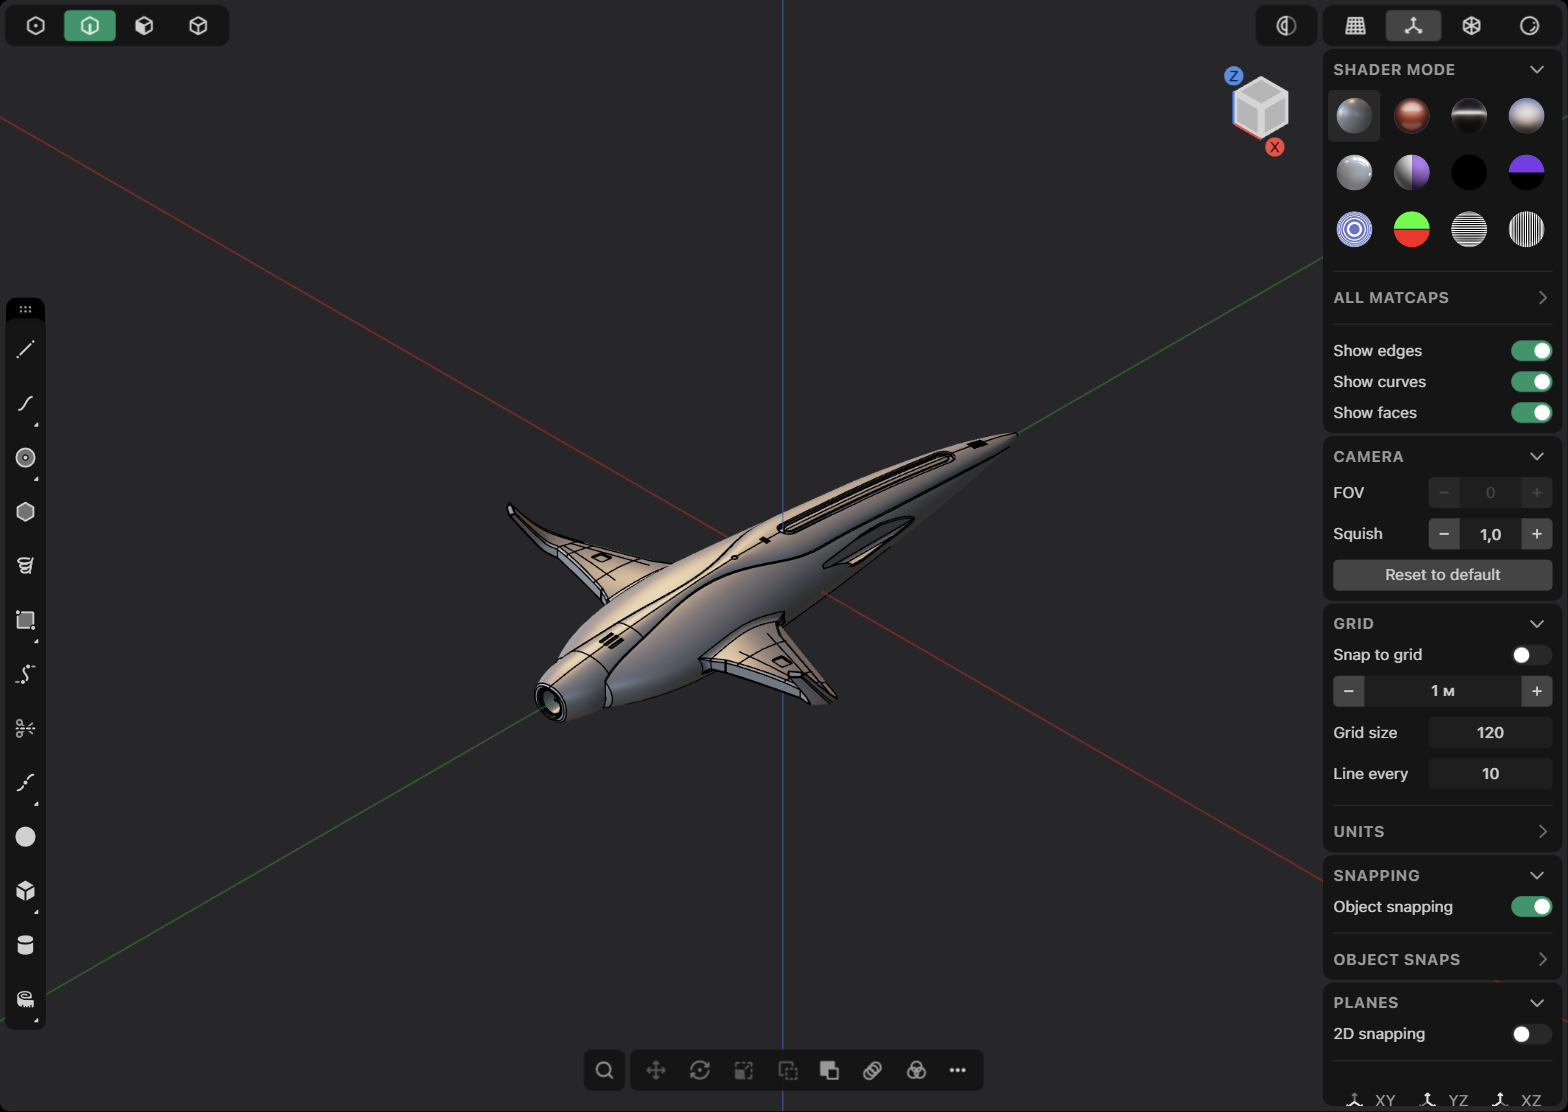 Z
X
SHADER MODE
ALL MATCAPS
Show edges
Show curves
Show faces
CAMERA
FOV − 0 +
Squish − 1,0 +
Reset to default
GRID
Snap to grid
− 1 м +
Grid size 120
Line every 10
UNITS
SNAPPING
Object snapping
OBJECT SNAPS
PLANES
2D snapping
XY YZ XZ